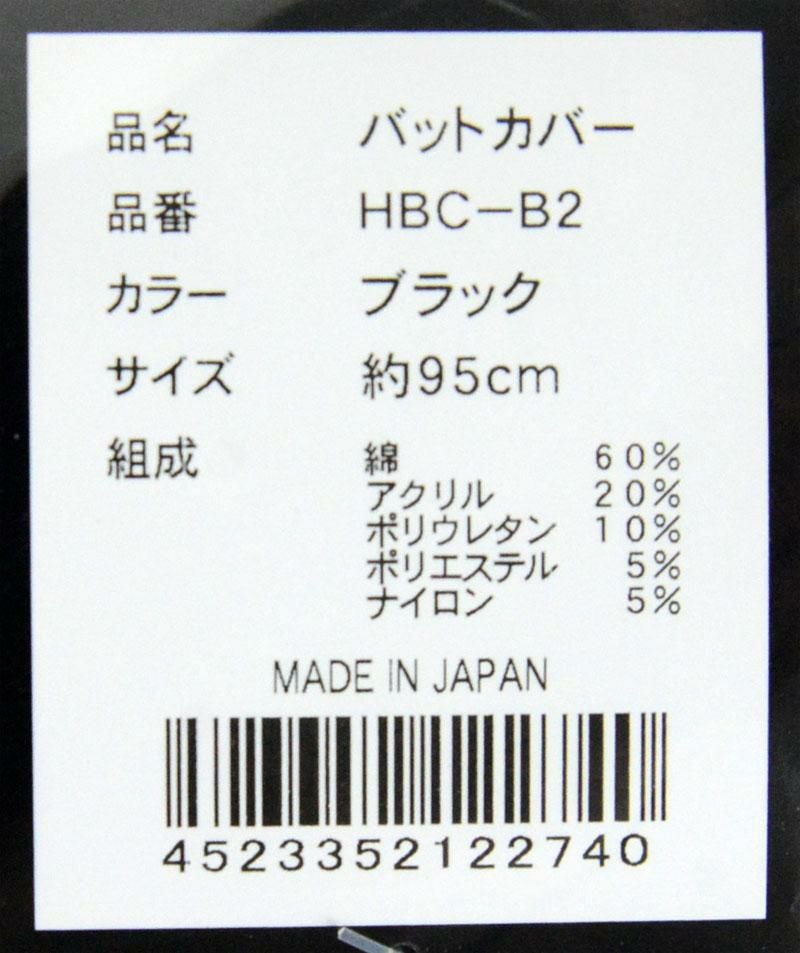 品名 バットカバー
品番 HBC-B2
カラー ブラック
サイズ 約95cm
組成 綿 60%
アクリル 20%
ポリウレタン 10%
ポリエステル 5%
ナイロン 5%
MADE IN JAPAN
4523352122740